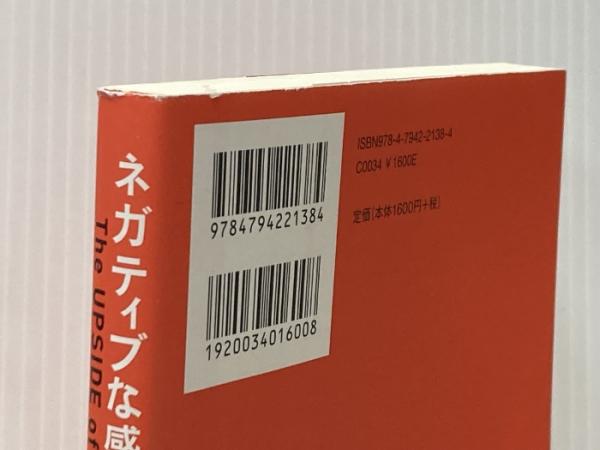 ネガティブな感
The UPSIDE of
9784794221384
1920034016008
ISBN978-4-7942-2138-4
C0034 ¥1600E
定価[本体1600円+税]